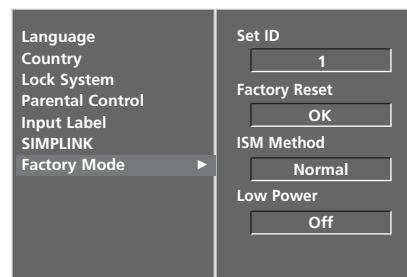 Language
Country
Lock System
Parental Control
Input Label
SIMPLINK
Factory Mode ►
Set ID
1
Factory Reset
OK
ISM Method
Normal
Low Power
Off